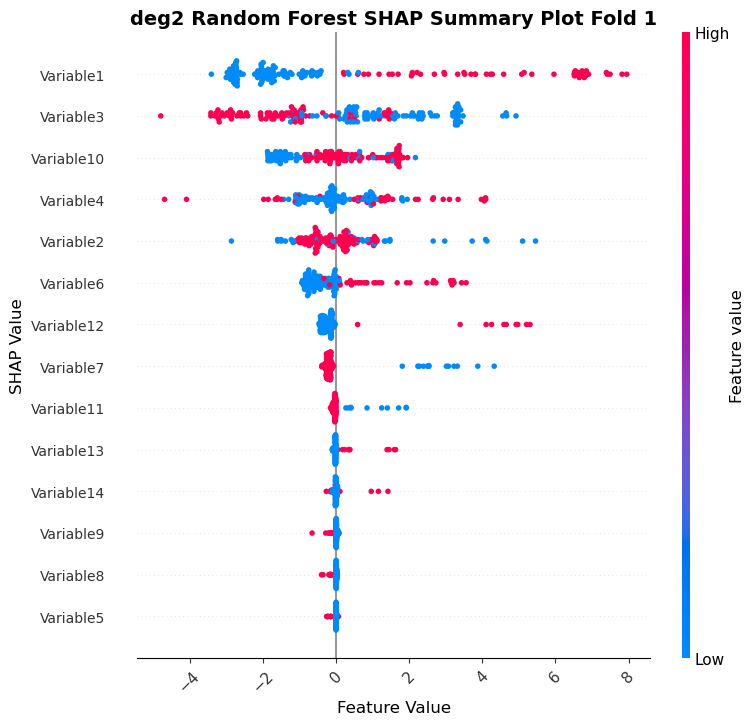 deg2 Random Forest SHAP Summary Plot Fold 1
High
Variable1
Variable3
Variable10
Variable4
Variable2
Variable6
Variable12
Variable7
Variable11
Variable13
Variable14
Variable9
Variable8
Variable5
SHAP Value
Feature value
Low
−4 −2 0 2 4 6 8
Feature Value